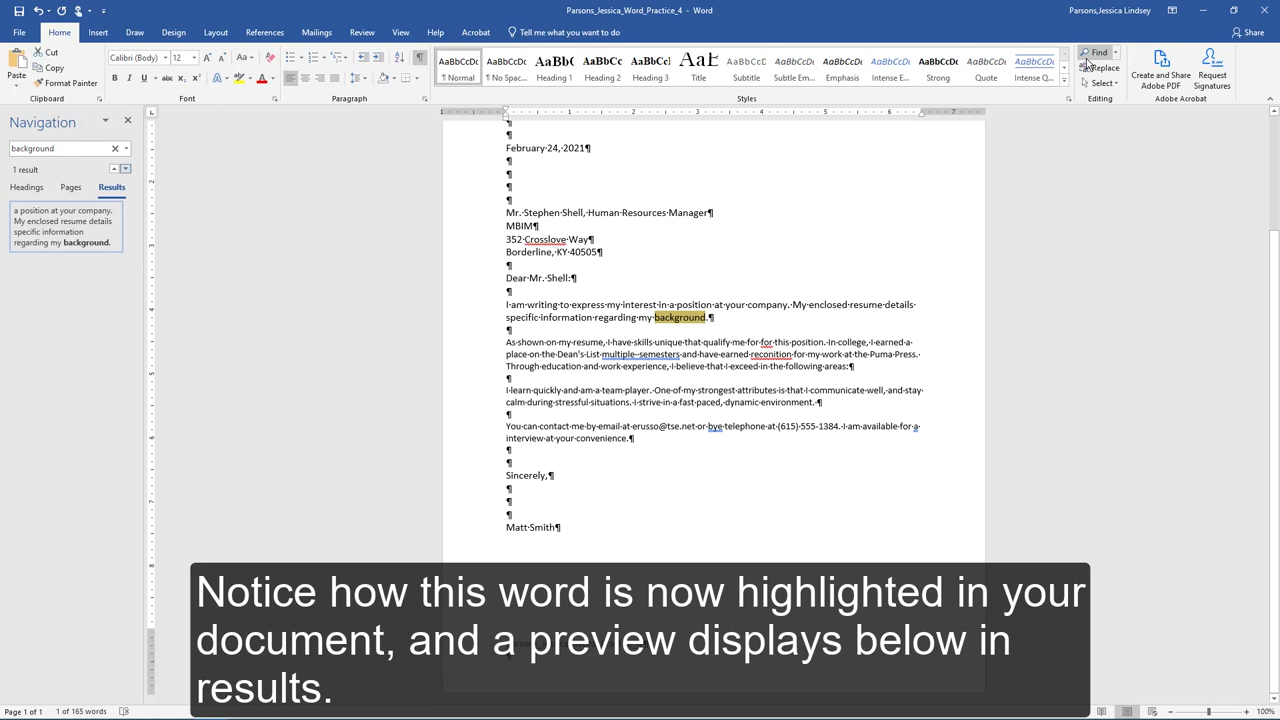 Parsons_Jessica_Word_Practice_4 - Word
Parsons,Jessica Lindsey
File Home Insert Draw Design Layout References Mailings Review View Help Acrobat Tell me what you want to do Share
Paste
Cut
Copy
Format Painter
Clipboard
Calibri (Body) 12
Font
Paragraph
AaBbCcDc AaBbCcDc AaBbCc AaBbCc AaBbCc AaB AaBbCcDc AaBbCcDc AaBbCcDc AaBbCcDc AaBbCcDc AaBbCcDc AaBbCcDc
¶ Normal ¶ No Spac... Heading 1 Heading 2 Heading 3 Title Subtitle Subtle Em... Emphasis Intense E... Strong Quote Intense Q...
Styles
Find
Replace
Select
Editing
Create and Share Adobe PDF
Request Signatures
Adobe Acrobat
Navigation
background
1 result
Headings Pages Results
a position at your company.
My enclosed resume details
specific information
regarding my background.
February·24,·2021¶
¶
¶
¶
¶
Mr.·Stephen·Shell,·Human·Resources·Manager¶
MBIM¶
352·Crosslove·Way¶
Borderline,·KY·40505¶
¶
Dear·Mr.·Shell:¶
¶
I·am·writing·to·express·my·interest·in·a·position·at·your·company.··My·enclosed·resume·details·
specific·information·regarding·my·background.¶
¶
As·shown·on·my·resume,·I·have·skills·unique·that·qualify·me·for·for·this·position.··In·college,·I·earned·a·
place·on·the·Dean's·List·multiple··semesters·and·have·earned·reconition·for·my·work·at·the·Puma·Press.·
Through·education·and·work·experience,·I·believe·that·I·exceed·in·the·following·areas:¶
¶
I·learn·quickly·and·am·a·team·player.··One·of·my·strongest·attributes·is·that·I·communicate·well,·and·stay·
calm·during·stressful·situations.··I·strive·in·a·fast·paced,·dynamic·environment.·¶
¶
You·can·contact·me·by·email·at·erusso@tse.net·or·bye·telephone·at·(615)·555-1384.·I·am·available·for·a·
interview·at·your·convenience.¶
¶
¶
Sincerely,¶
¶
¶
¶
Matt·Smith¶
Notice how this word is now highlighted in your
document, and a preview displays below in
results.
Page 1 of 1 1 of 165 words 100%